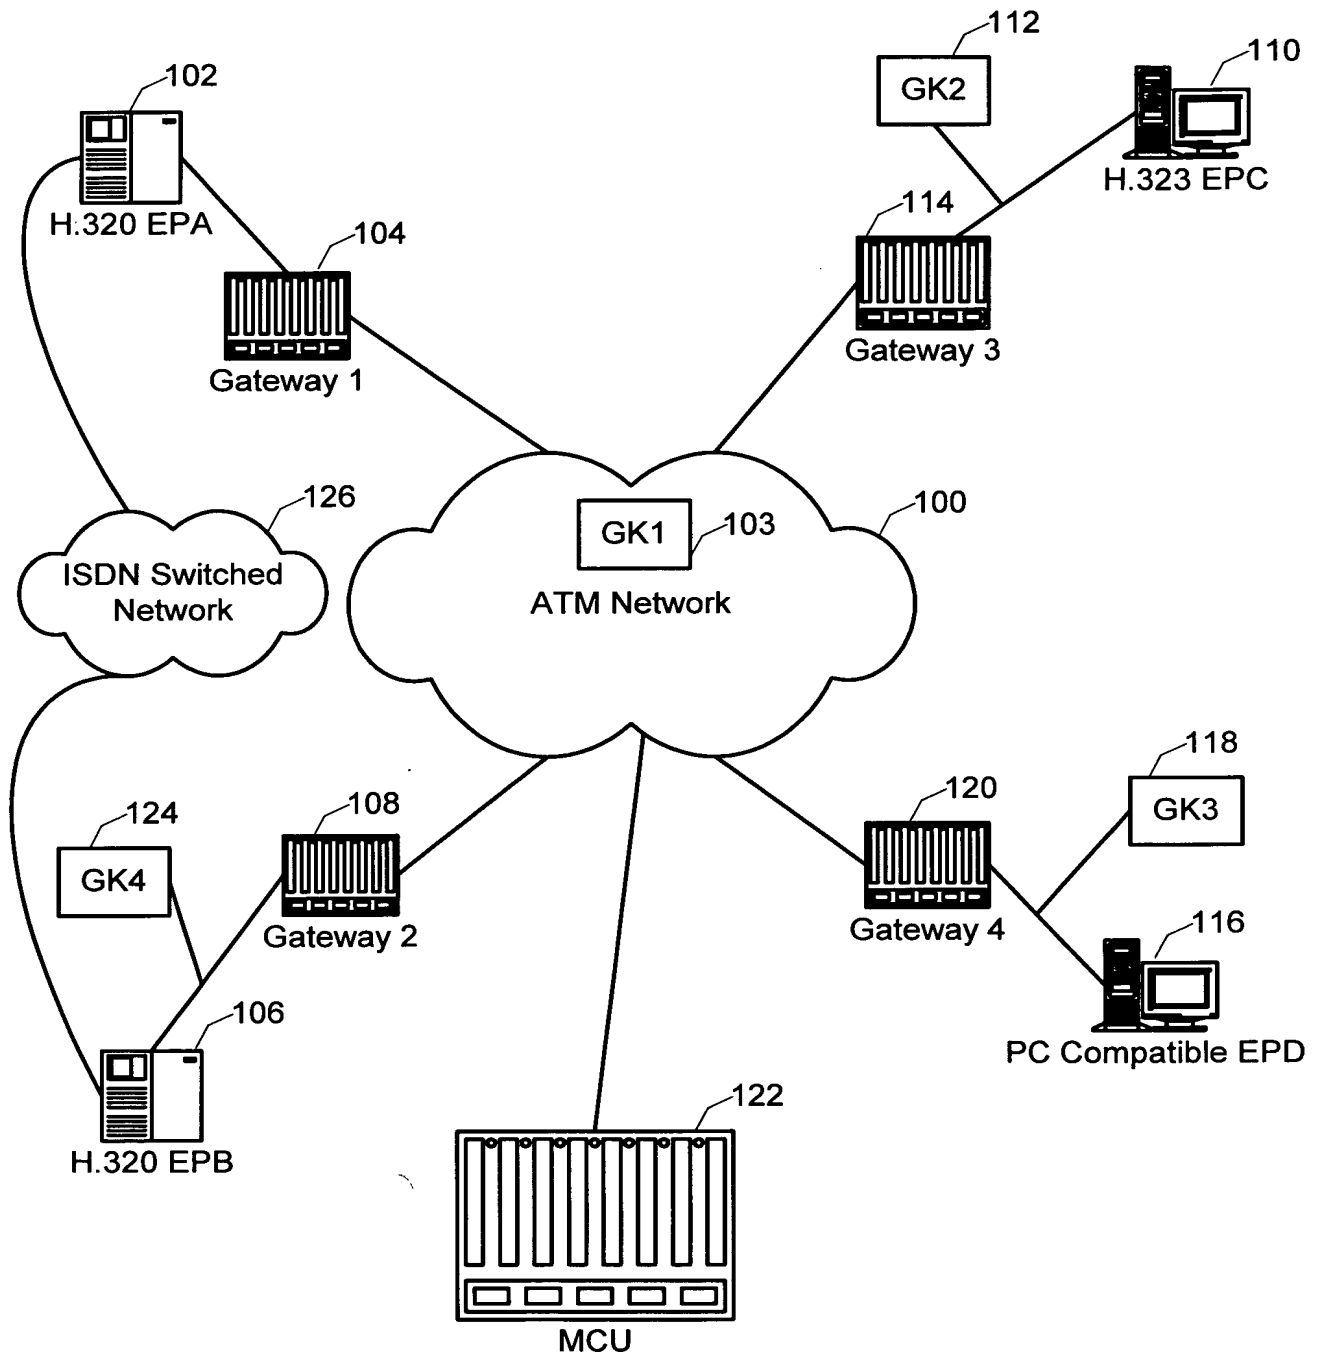 112
GK2
110
H.323 EPC
102
H.320 EPA
104
Gateway 1
114
Gateway 3
126
ISDN Switched
Network
GK1
103
100
ATM Network
124
GK4
108
Gateway 2
120
Gateway 4
118
GK3
116
PC Compatible EPD
106
H.320 EPB
122
MCU